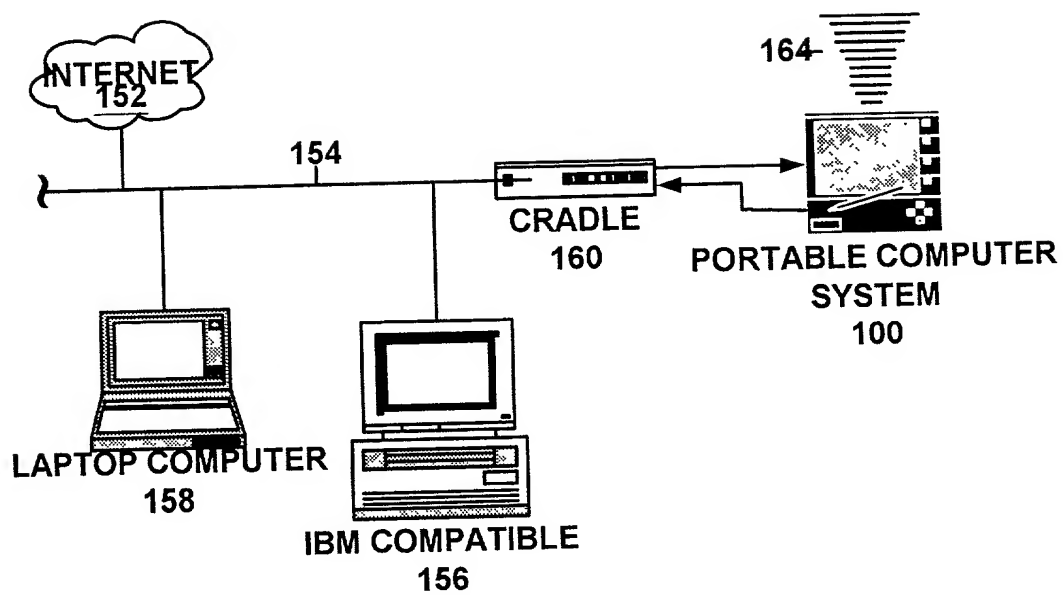 INTERNET
152
164
154
CRADLE
160
PORTABLE COMPUTER
SYSTEM
100
LAPTOP COMPUTER
158
IBM COMPATIBLE
156